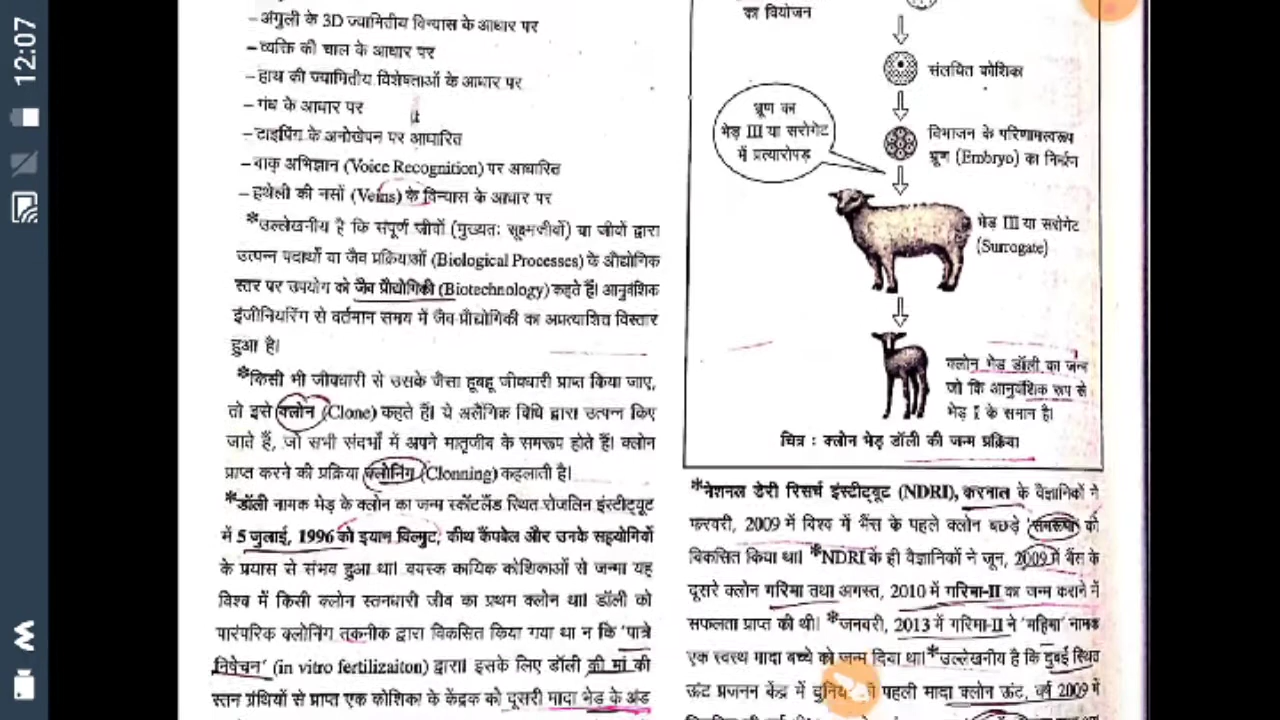 12:07
– अंगुली के 3D ज्यामितीय विन्यास के आधार पर
– व्यक्ति की चाल के आधार पर
– हाथ की ज्यामितीय विशेषताओं के आधार पर
– गंध के आधार पर
– टाइपिंग के अनोखेपन पर आधारित
– वाक् अभिज्ञान (Voice Recognition) पर आधारित
– हथेली की नसों (Veins) के विन्यास के आधार पर
*उल्लेखनीय है कि संपूर्ण जीवों (मुख्यतः सूक्ष्मजीवों) या जीवों द्वारा
उत्पन्न पदार्थों या जैव प्रक्रियाओं (Biological Processes) के औद्योगिक
स्तर पर उपयोग को जैव प्रौद्योगिकी (Biotechnology) कहते हैं। आनुवंशिक
इंजीनियरिंग से वर्तमान समय में जैव-प्रौद्योगिकी का अप्रत्याशित विस्तार
हुआ है।
*किसी भी जीवधारी से उसके जैसा हूबहू जीवधारी प्राप्त किया जाए,
तो इसे क्लोन (Clone) कहते हैं। ये अलैंगिक विधि द्वारा उत्पन्न किए
जाते हैं, जो सभी संदर्भों में अपने मातृजीव के समरूप होते हैं। क्लोन
प्राप्त करने की प्रक्रिया क्लोनिंग (Clonning) कहलाती है।
*डॉली नामक भेड़ के क्लोन का जन्म स्कॉटलैंड स्थित रोजलिन इंस्टीट्यूट
में 5 जुलाई, 1996 को इयान विल्मुट, कीथ कैंपबेल और उनके सहयोगियों
के प्रयास से संभव हुआ था। वयस्क कायिक कोशिकाओं से जन्मा यह
विश्व में किसी क्लोन स्तनधारी जीव का प्रथम क्लोन था। डॉली को
पारंपरिक क्लोनिंग तकनीक द्वारा विकसित किया गया था न कि 'पात्रे
निषेचन' (in vitro fertilizaiton) द्वारा। इसके लिए डॉली की मां की
स्तन ग्रंथियों से प्राप्त एक कोशिका के केंद्रक को दूसरी मादा भेड़ के अंड
का वियोजन
संलयित कोशिका
भ्रूण का
भेड़ III या सरोगेट
में प्रत्यारोपड़
विभाजन के परिणामस्वरूप
भ्रूण (Embryo) का निर्माण
भेड़ III या सरोगेट
(Surrogate)
क्लोन भेड़ डॉली का जन्म
जो कि आनुवंशिक रूप से
भेड़ I के समान है।
चित्र : क्लोन भेड़ डॉली की जन्म प्रक्रिया
*नेशनल डेरी रिसर्च इंस्टीट्यूट (NDRI), करनाल के वैज्ञानिकों ने
फरवरी, 2009 में विश्व में भैंस के पहले क्लोन बछड़े समरूपा को
विकसित किया था। *NDRI के ही वैज्ञानिकों ने जून, 2009 में भैंस के
दूसरे क्लोन गरिमा तथा अगस्त, 2010 में गरिमा-II का जन्म कराने में
सफलता प्राप्त की थी। *जनवरी, 2013 में गरिमा-II ने 'महिमा' नामक
एक स्वस्थ मादा बच्चे को जन्म दिया था। *उल्लेखनीय है कि दुबई स्थित
ऊंट प्रजनन केंद्र में पहली मादा क्लोन ऊंट, वर्ष 2009 में